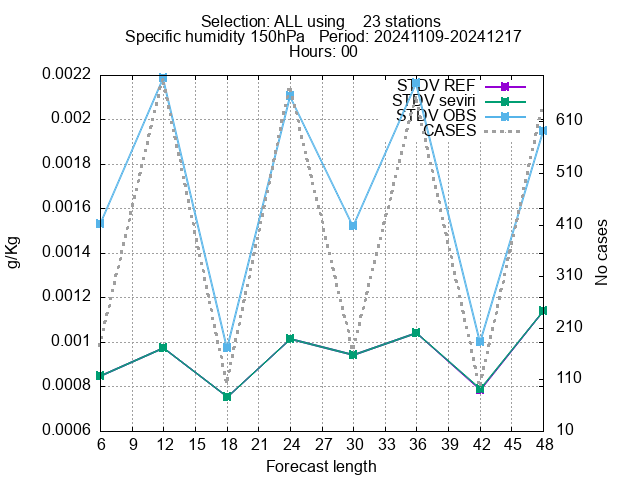 Selection: ALL using    23 stations
Specific humidity 150hPa   Period: 20241109-20241217
Hours: 00
STDV REF
STDV seviri
STDV OBS
CASES
g/Kg
0.0022
0.002
0.0018
0.0016
0.0014
0.0012
0.001
0.0008
0.0006
No cases
610
510
410
310
210
110
10
6 9 12 15 18 21 24 27 30 33 36 39 42 45 48
Forecast length